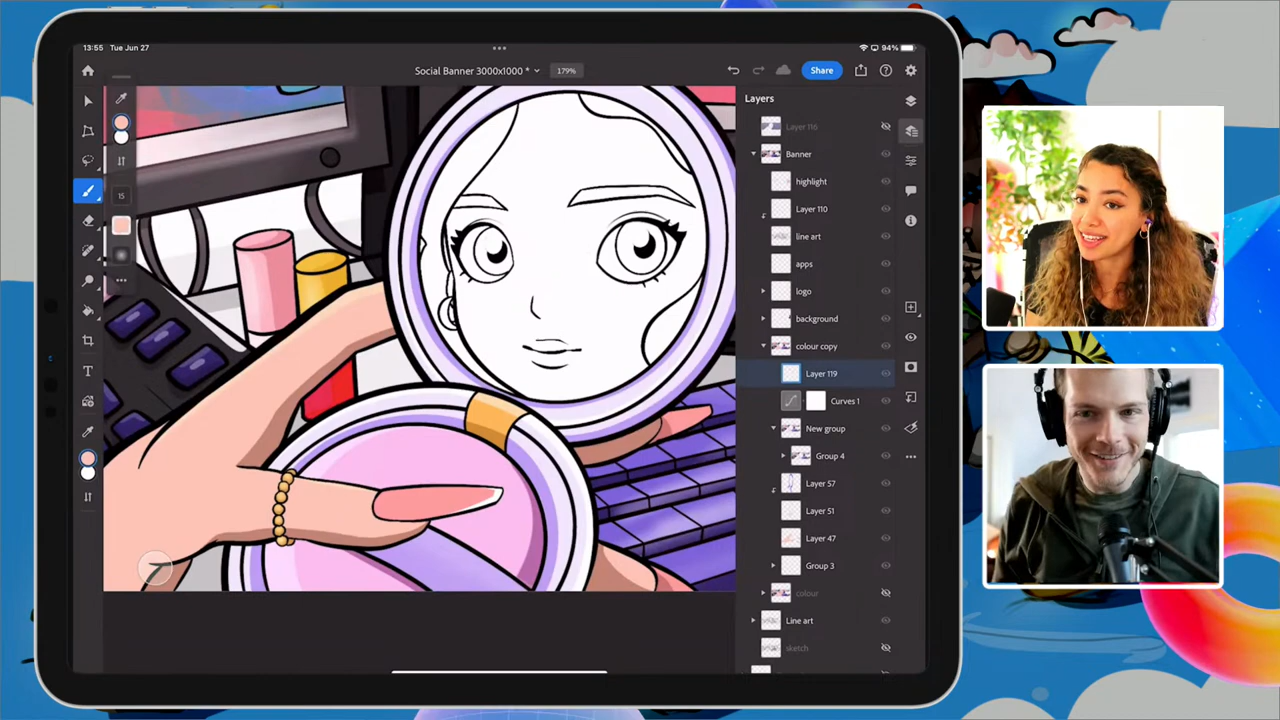 13:55 Tue Jun 27
94%
Social Banner 3000x1000 *
179%
Share
15
T
Layers
Layer 116
Banner
highlight
Layer 110
line art
apps
logo
background
colour copy
Layer 119
Curves 1
New group
Group 4
Layer 57
Layer 51
Layer 47
Group 3
colour
Line art
sketch